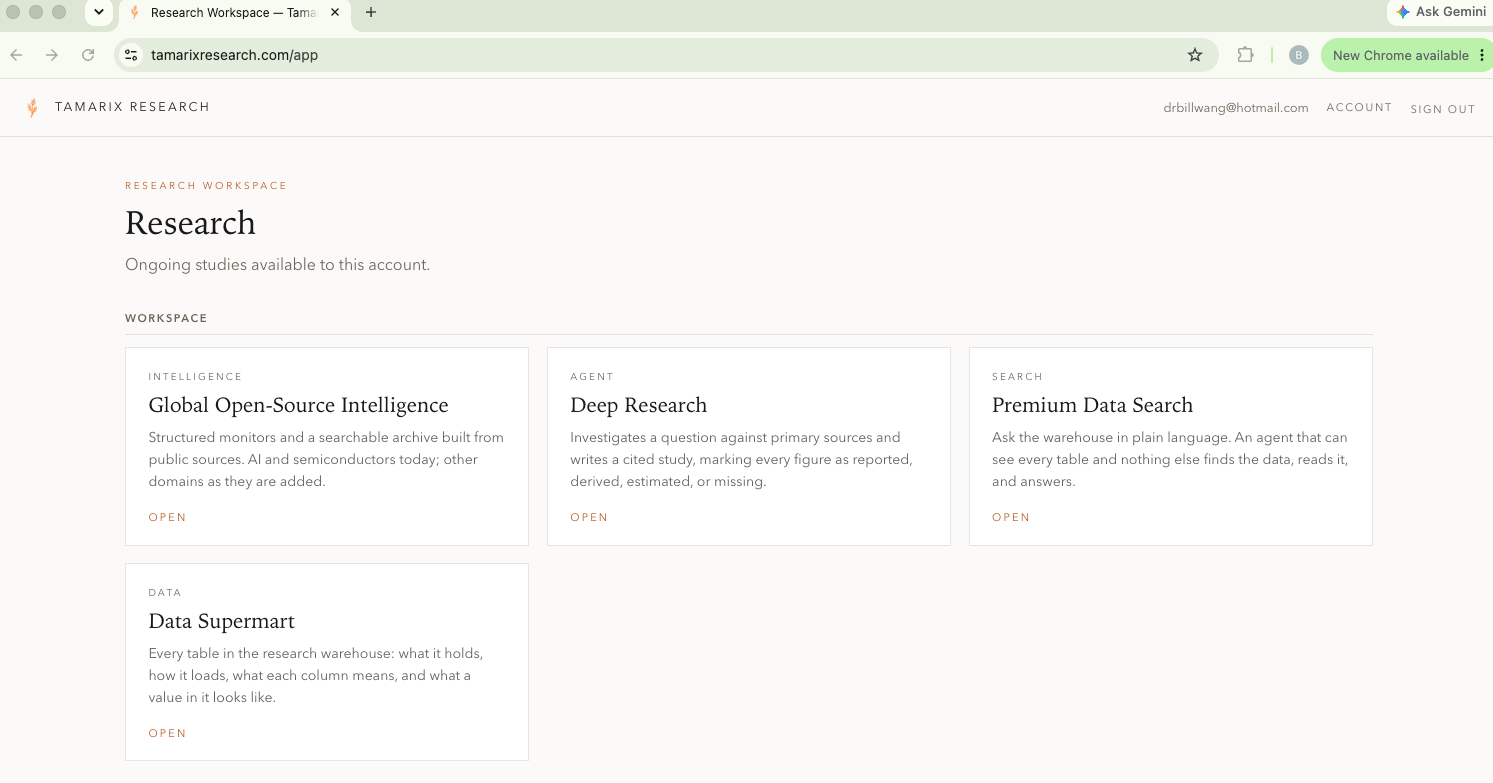 Research Workspace — Tama
Ask Gemini
tamarixresearch.com/app
B
New Chrome available
TAMARIX RESEARCH
drbillwang@hotmail.com
ACCOUNT
SIGN OUT
RESEARCH WORKSPACE
Research
Ongoing studies available to this account.
WORKSPACE
INTELLIGENCE
Global Open-Source Intelligence
Structured monitors and a searchable archive built from
public sources. AI and semiconductors today; other
domains as they are added.
OPEN
AGENT
Deep Research
Investigates a question against primary sources and
writes a cited study, marking every figure as reported,
derived, estimated, or missing.
OPEN
SEARCH
Premium Data Search
Ask the warehouse in plain language. An agent that can
see every table and nothing else finds the data, reads it,
and answers.
OPEN
DATA
Data Supermart
Every table in the research warehouse: what it holds,
how it loads, what each column means, and what a
value in it looks like.
OPEN